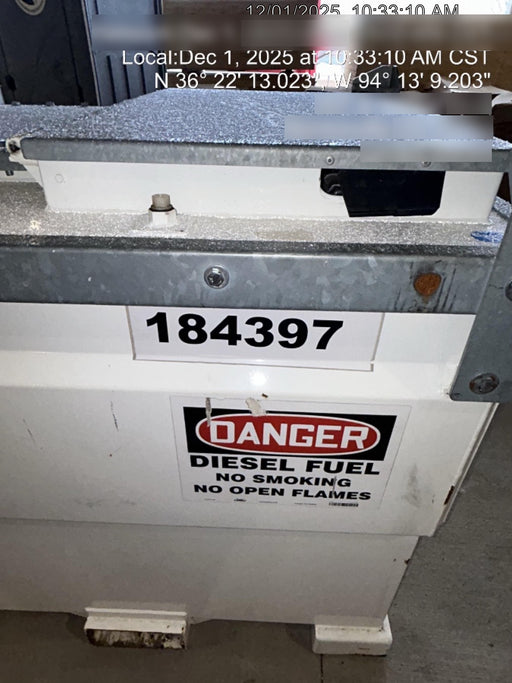 12/01/2025 10:33:10 AM
Local:Dec 1, 2025 at 10:33:10 AM CST
N 36° 22' 13.023", W 94° 13' 9.203"
184397
DANGER
DIESEL FUEL
NO SMOKING
NO OPEN FLAMES